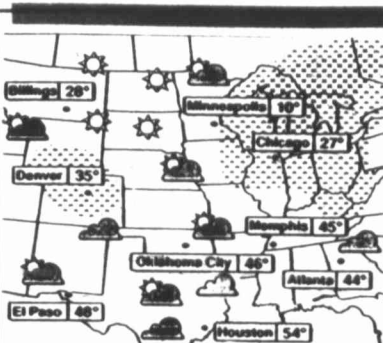 Billings 28°
Minneapolis 10°
Chicago 27°
Denver 35°
Memphis 45°
Oklahoma City 46°
Atlanta 44°
El Paso 48°
Houston 54°